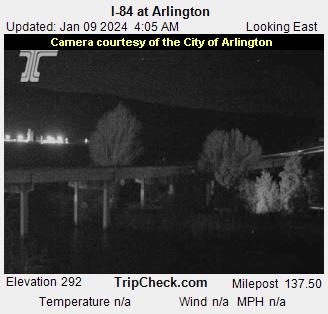 I-84 at Arlington
Updated: Jan 09 2024 4:05 AM Looking East
Camera courtesy of the City of Arlington
Elevation 292 TripCheck.com Milepost 137.50
Temperature n/a Wind n/a MPH n/a